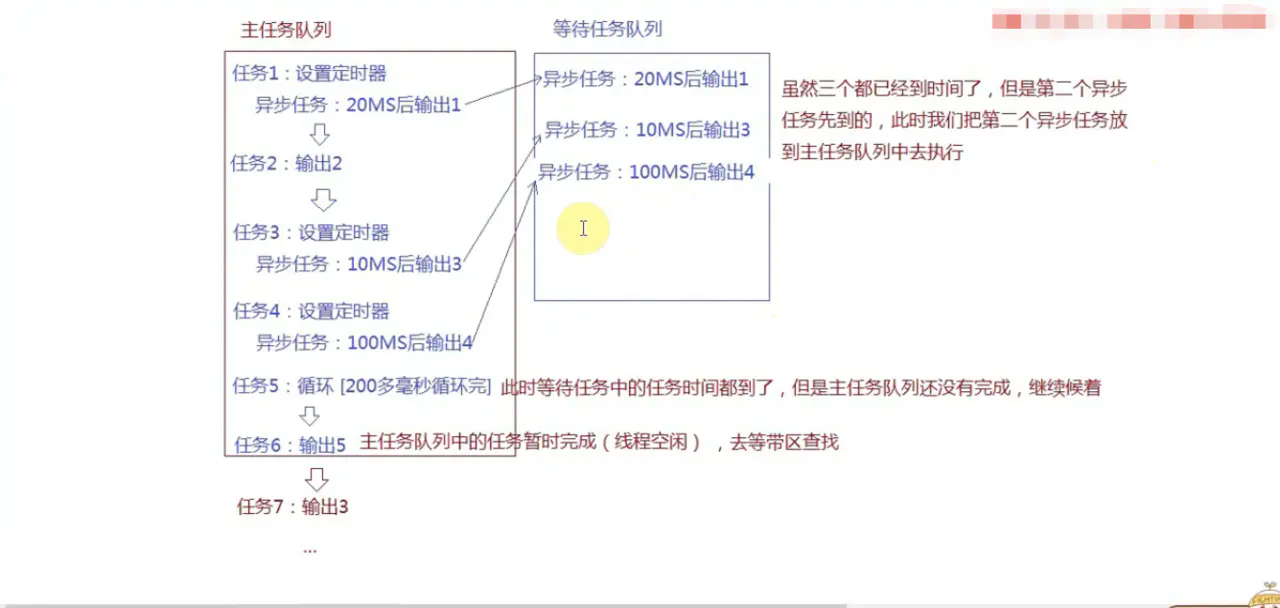 主任务队列
等待任务队列
任务1：设置定时器
异步任务：20MS后输出1
任务2：输出2
任务3：设置定时器
异步任务：10MS后输出3
任务4：设置定时器
异步任务：100MS后输出4
任务5：循环 [200多毫秒循环完]
此时等待任务中的任务时间都到了，但是主任务队列还没有完成，继续候着
任务6：输出5
主任务队列中的任务暂时完成（线程空闲），去等带区查找
任务7：输出3
...
异步任务：20MS后输出1
异步任务：10MS后输出3
异步任务：100MS后输出4
虽然三个都已经到时间了，但是第二个异步
任务先到的，此时我们把第二个异步任务放
到主任务队列中去执行